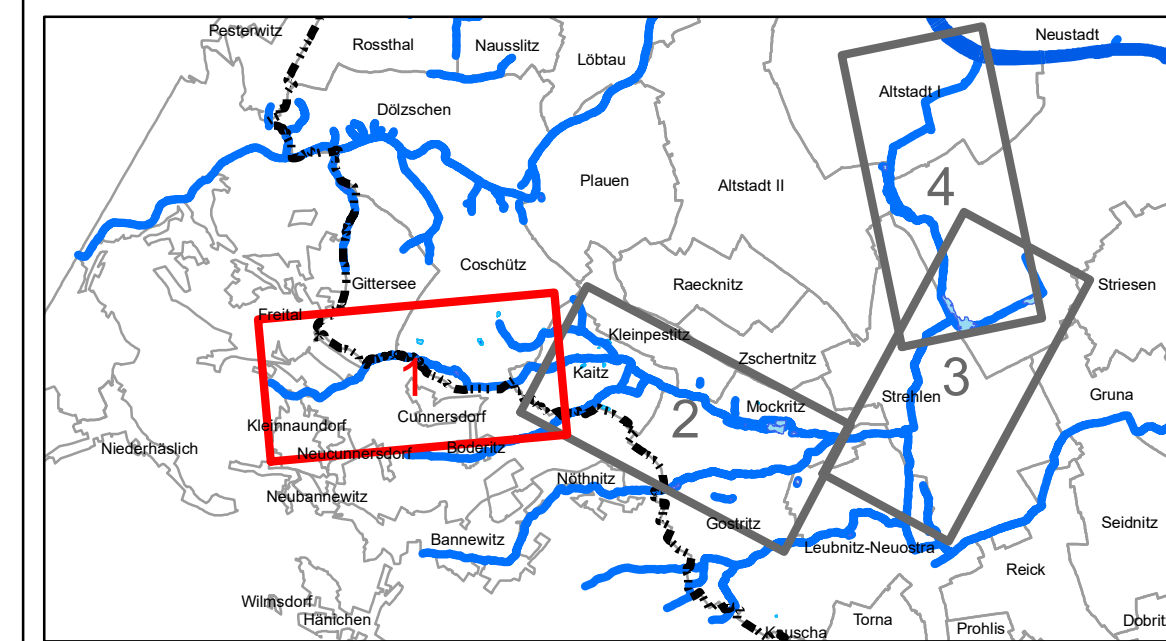 Pesterwitz
Rossthal
Nausslitz
Löbtau
Neustadt
Altstadt I
Dölzschen
Plauen
Altstadt II
4
Coschütz
Gittersee
Raecknitz
Striesen
Freital
Kleinpestitz
Zschertnitz
Kaitz
1
3
Strehlen
Gruna
Mockritz
2
Cunnersdorf
Kleinnaundorf
Niederhäslich
Neucunnersdorf
Boderitz
Nöthnitz
Neubannewitz
Gostritz
Seidnitz
Bannewitz
Leubnitz-Neuostra
Reick
Wilmsdorf
Hänichen
Torna
Prohlis
Dobrit
Kauscha